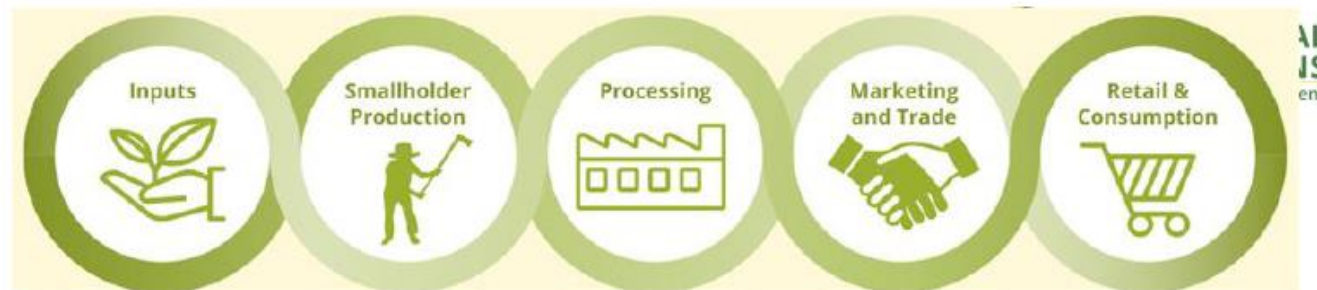 Inputs
Smallholder
Production
Processing
Marketing
and Trade
Retail &
Consumption